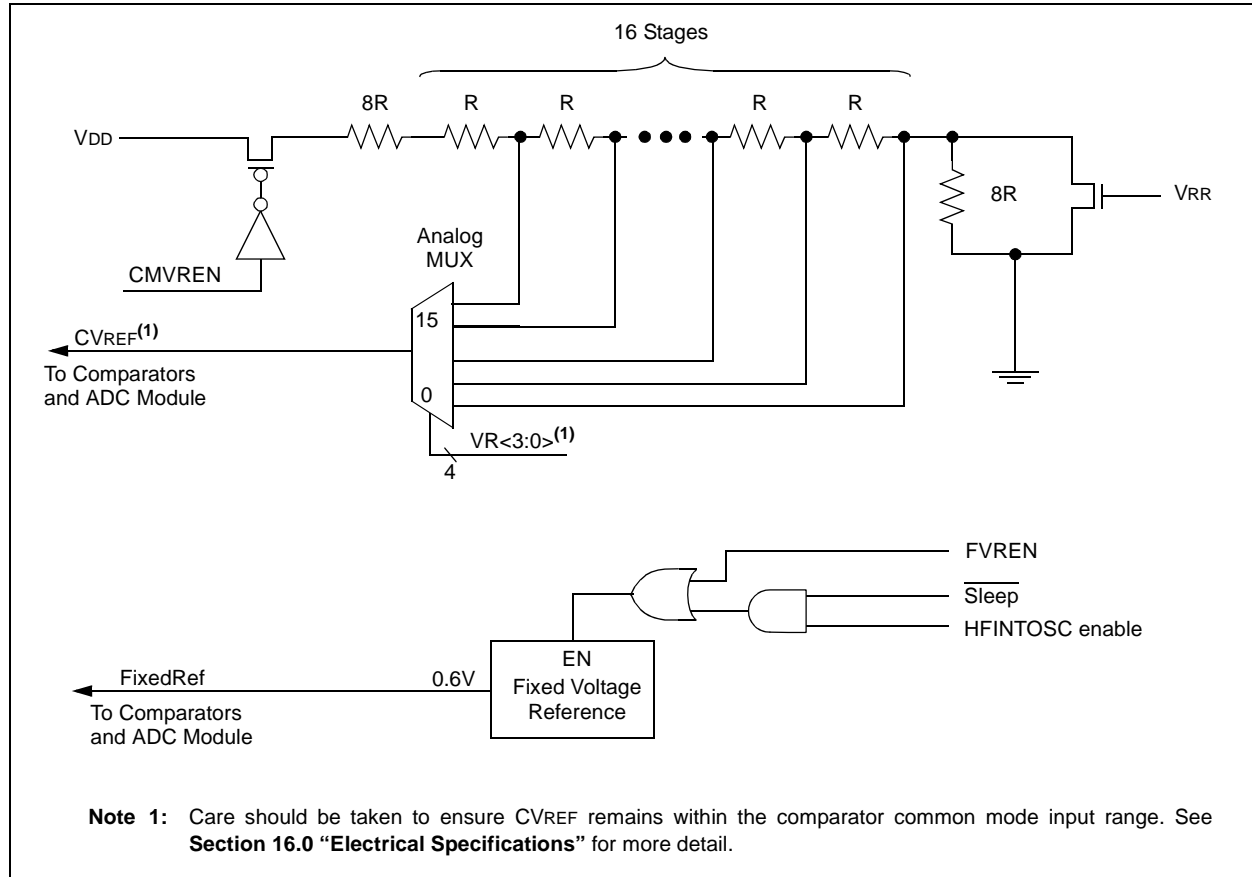 16 Stages
8R R R R R
VDD
8R
VRR
Analog
MUX
CMVREN
15
CVREF(1)
To Comparators
and ADC Module
0
VR<3:0>(1)
4
FVREN
Sleep
HFINTOSC enable
EN
FixedRef 0.6V Fixed Voltage
Reference
To Comparators
and ADC Module
Note 1: Care should be taken to ensure CVREF remains within the comparator common mode input range. See
Section 16.0 “Electrical Specifications” for more detail.